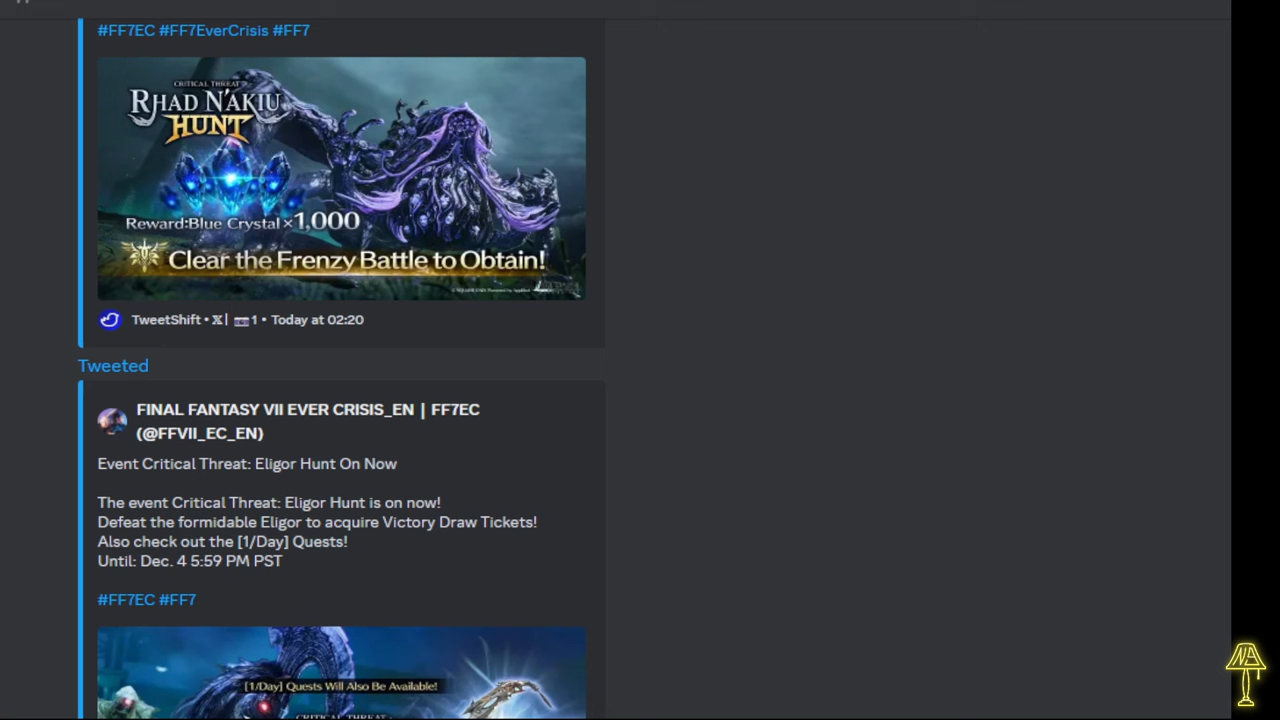 #FF7EC #FF7EverCrisis #FF7
CRITICAL THREAT
RHAD N'AKIU
HUNT
Reward:Blue Crystal×1,000
Clear the Frenzy Battle to Obtain!
TweetShift • X | 1 • Today at 02:20
Tweeted
FINAL FANTASY VII EVER CRISIS_EN | FF7EC
(@FFVII_EC_EN)
Event Critical Threat: Eligor Hunt On Now
The event Critical Threat: Eligor Hunt is on now!
Defeat the formidable Eligor to acquire Victory Draw Tickets!
Also check out the [1/Day] Quests!
Until: Dec. 4 5:59 PM PST
#FF7EC #FF7
[1/Day] Quests Will Also Be Available!
CRITICAL THREAT
NA